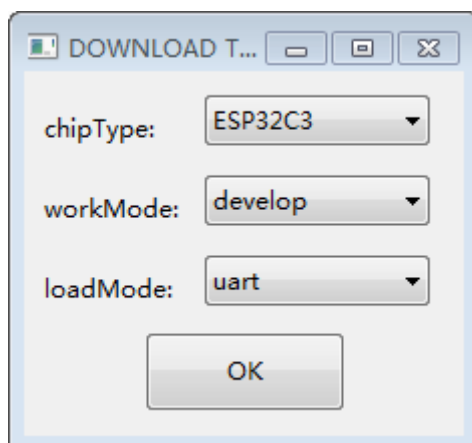 DOWNLOAD T...
chipType: ESP32C3
workMode: develop
loadMode: uart
OK